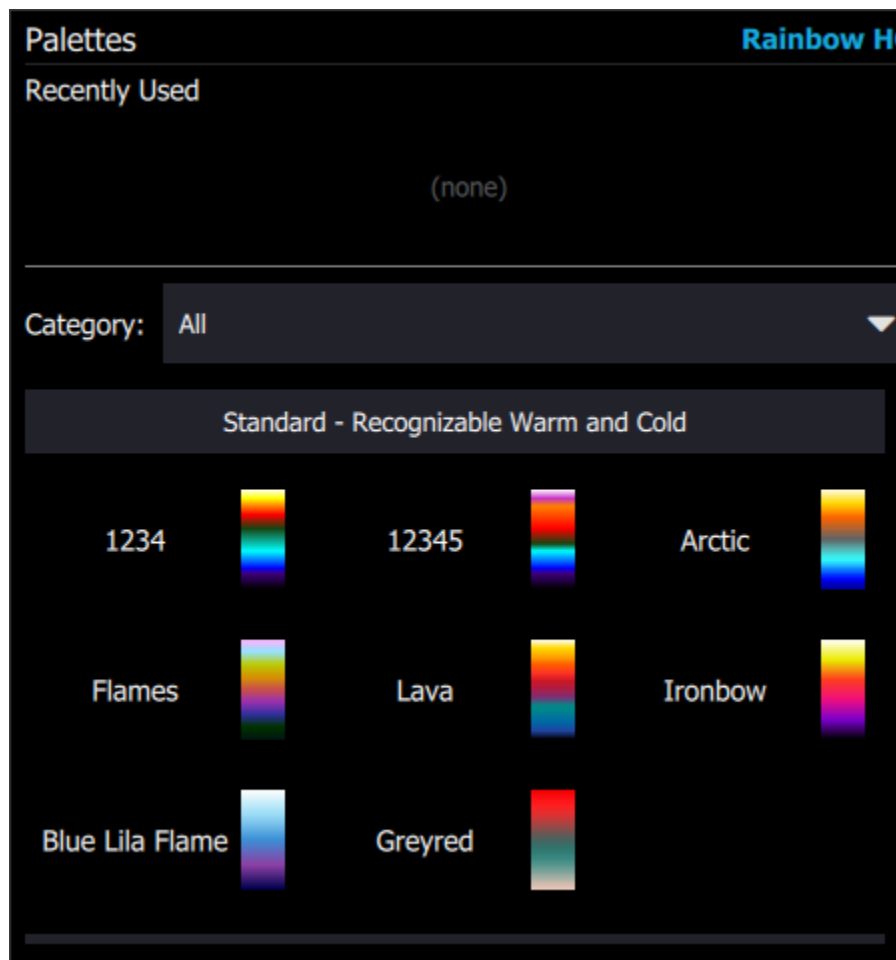 Palettes
Rainbow
Recently Used
(none)
Category: All
Standard - Recognizable Warm and Cold
1234 12345 Arctic
Flames Lava Ironbow
Blue Lila Flame Greyred